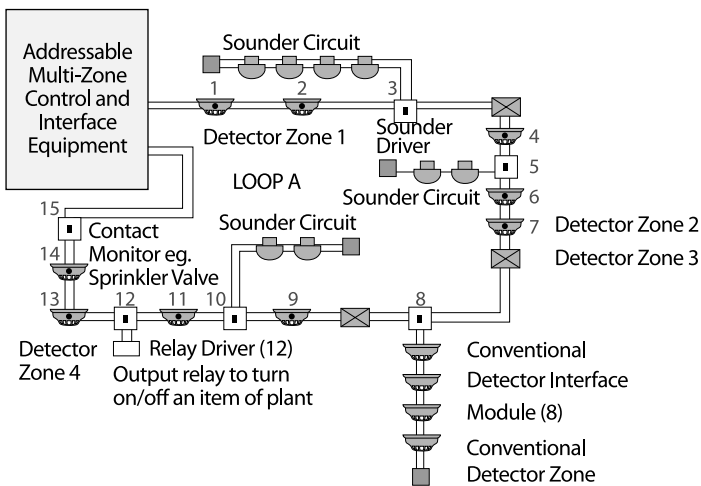 Addressable
Multi-Zone
Control and
Interface
Equipment
Sounder Circuit
1
2
3
Detector Zone 1
Sounder
Driver
4
5
LOOP A
Sounder Circuit
6
7
Detector Zone 2
Detector Zone 3
15
Contact
Monitor eg.
Sprinkler Valve
14
Sounder Circuit
13
12
11
10
9
8
Detector
Zone 4
Relay Driver (12)
Output relay to turn
on/off an item of plant
Conventional
Detector Interface
Module (8)
Conventional
Detector Zone